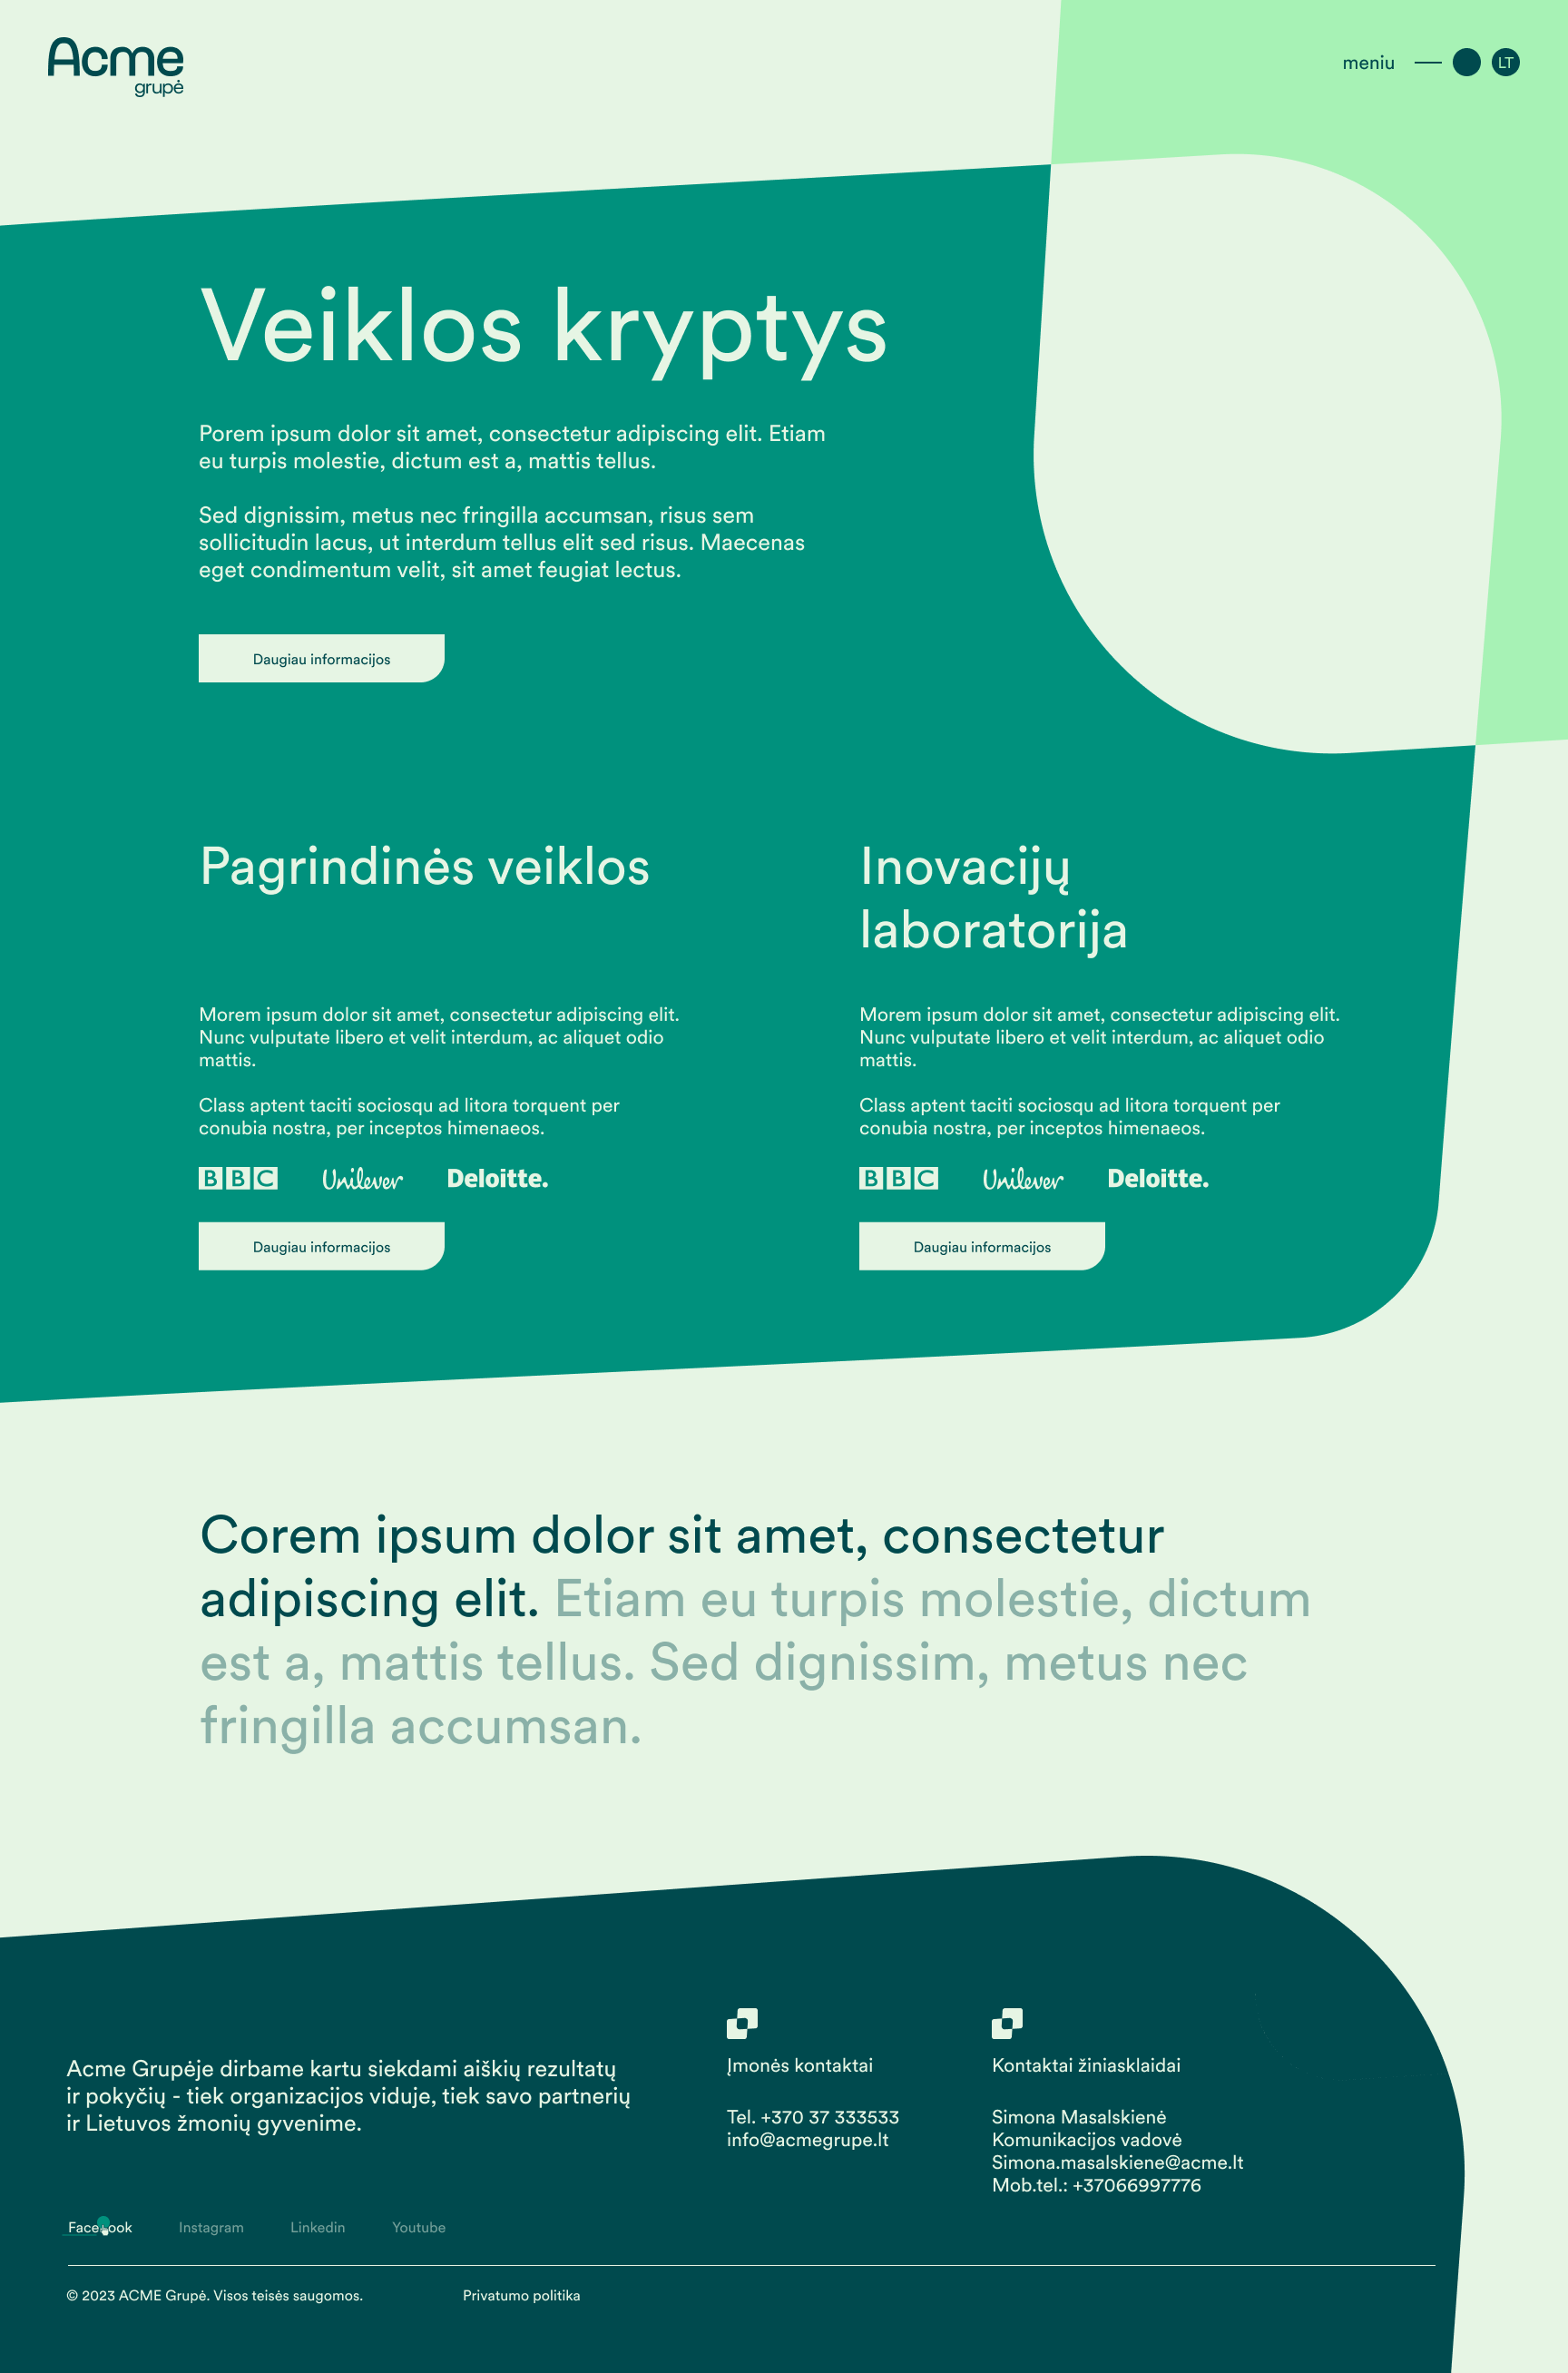 Acme
grupė
meniu
LT
Veiklos kryptys
Porem ipsum dolor sit amet, consectetur adipiscing elit. Etiam
eu turpis molestie, dictum est a, mattis tellus.
Sed dignissim, metus nec fringilla accumsan, risus sem
sollicitudin lacus, ut interdum tellus elit sed risus. Maecenas
eget condimentum velit, sit amet feugiat lectus.
Daugiau informacijos
Pagrindinės veiklos
Morem ipsum dolor sit amet, consectetur adipiscing elit.
Nunc vulputate libero et velit interdum, ac aliquet odio
mattis.
Class aptent taciti sociosqu ad litora torquent per
conubia nostra, per inceptos himenaeos.
BBC Unilever Deloitte.
Daugiau informacijos
Inovacijų
laboratorija
Morem ipsum dolor sit amet, consectetur adipiscing elit.
Nunc vulputate libero et velit interdum, ac aliquet odio
mattis.
Class aptent taciti sociosqu ad litora torquent per
conubia nostra, per inceptos himenaeos.
BBC Unilever Deloitte.
Daugiau informacijos
Corem ipsum dolor sit amet, consectetur
adipiscing elit. Etiam eu turpis molestie, dictum
est a, mattis tellus. Sed dignissim, metus nec
fringilla accumsan.
Acme Grupėje dirbame kartu siekdami aiškių rezultatų
ir pokyčių - tiek organizacijos viduje, tiek savo partnerių
ir Lietuvos žmonių gyvenime.
Įmonės kontaktai
Tel. +370 37 333533
info@acmegrupe.lt
Kontaktai žiniasklaidai
Simona Masalskienė
Komunikacijos vadovė
Simona.masalskiene@acme.lt
Mob.tel.: +37066997776
Facebook Instagram Linkedin Youtube
© 2023 ACME Grupė. Visos teisės saugomos. Privatumo politika